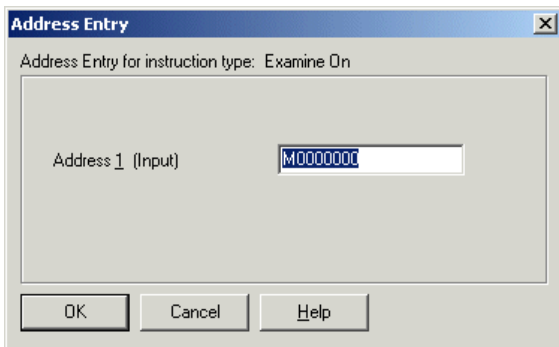 Address Entry
Address Entry for instruction type: Examine On
Address 1 (Input) M0000000
OK Cancel Help